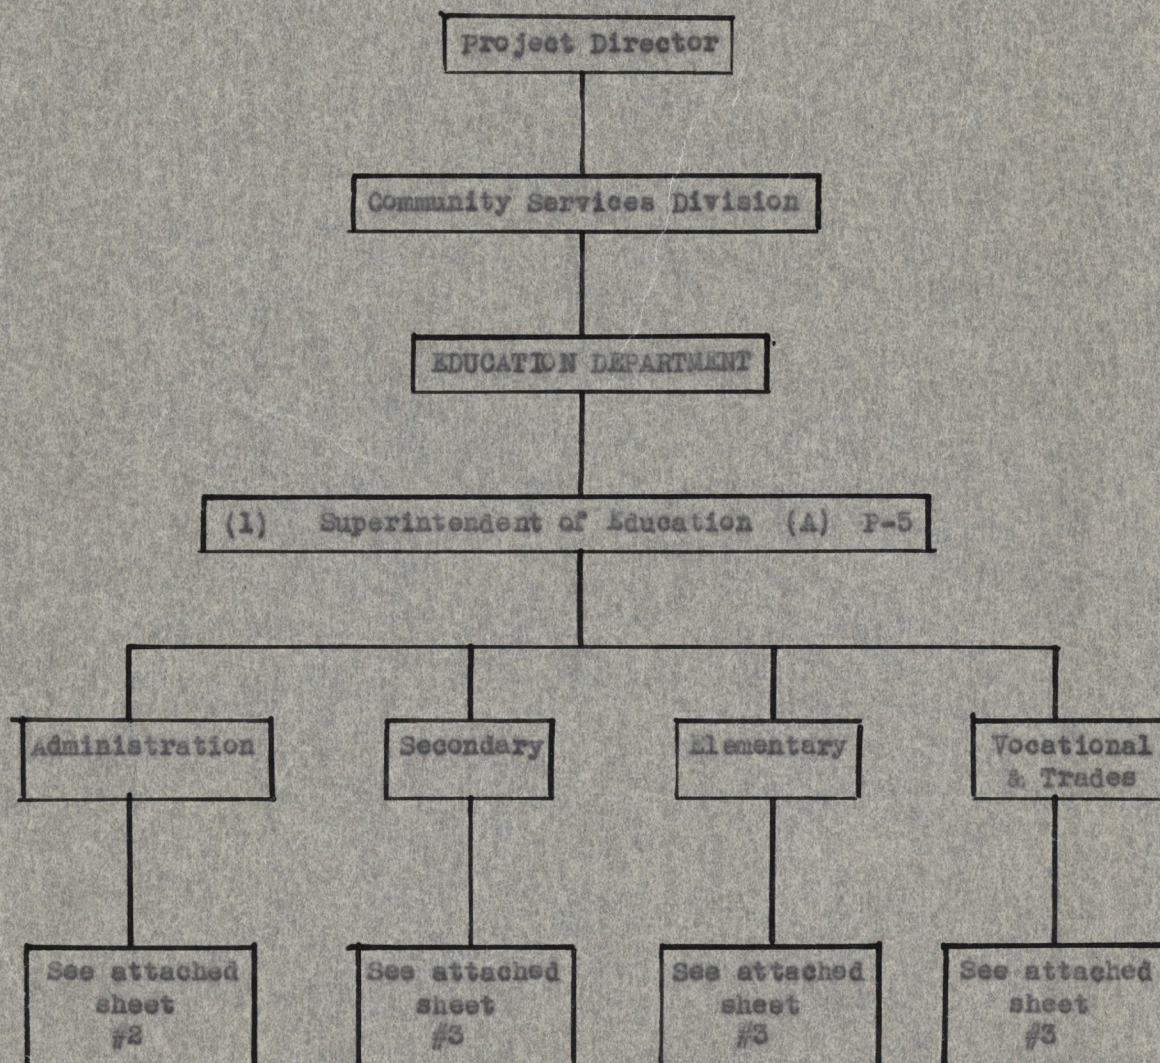 Project Director
Community Services Division
EDUCATION DEPARTMENT
(1) Superintendent of Education (A) P-5
Administration
Secondary
Elementary
Vocational
& Trades
See attached
sheet
#2
See attached
sheet
#3
See attached
sheet
#3
See attached
sheet
#3